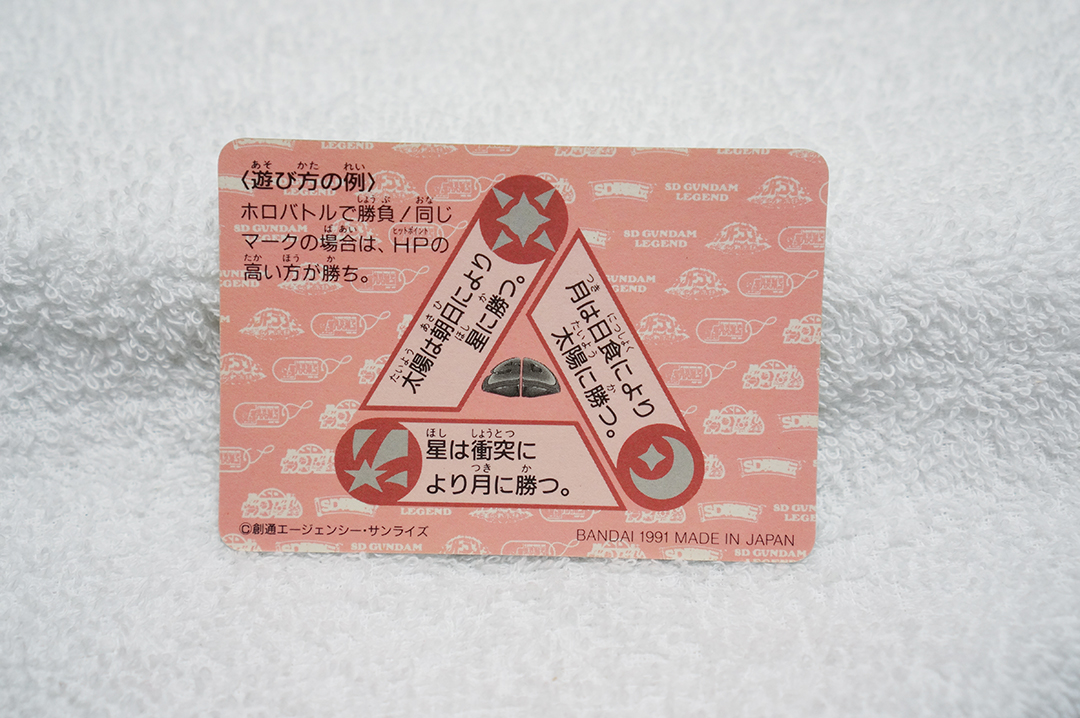 〈遊び方の例〉
ホロバトルで勝負！同じ
マークの場合は、HPの
高い方が勝ち。
太陽は朝日により
星に勝つ。
月は日食により
太陽に勝つ。
星は衝突に
より月に勝つ。
©創通エージェンシー・サンライズ
BANDAI 1991 MADE IN JAPAN
SD GUNDAM
LEGEND